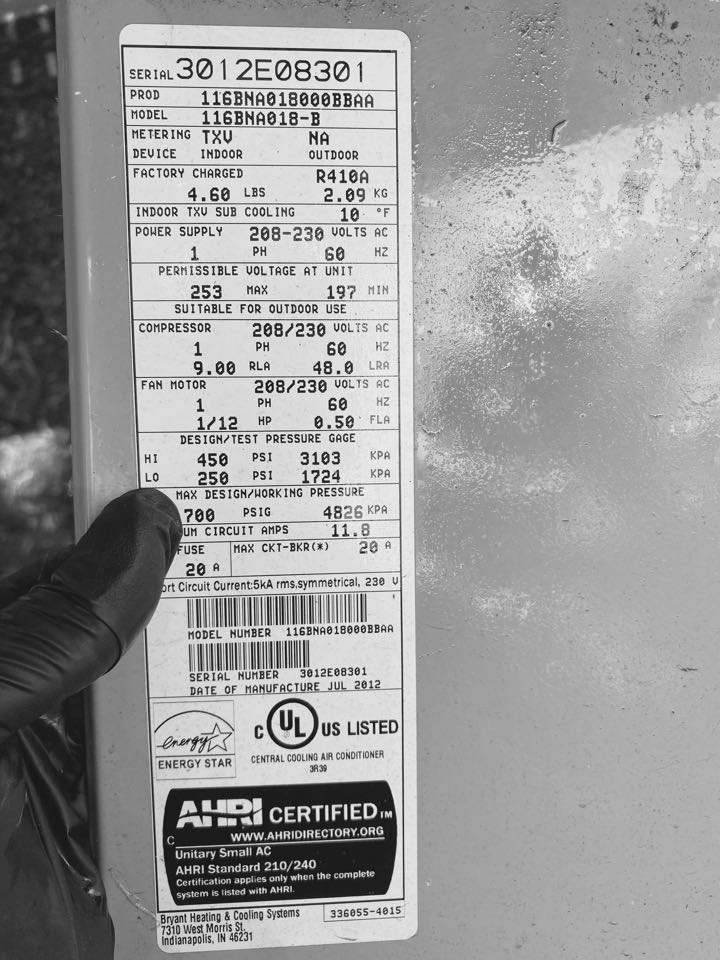 SERIAL 3012E08301
PROD 116BNA018000BBAA
MODEL 116BNA018-B
METERING TXV NA
DEVICE INDOOR OUTDOOR
FACTORY CHARGED R410A
4.60 LBS 2.09 KG
INDOOR TXV SUB COOLING 10 °F
POWER SUPPLY 208-230 VOLTS AC
1 PH 60 HZ
PERMISSIBLE VOLTAGE AT UNIT
253 MAX 197 MIN
SUITABLE FOR OUTDOOR USE
COMPRESSOR 208/230 VOLTS AC
1 PH 60 HZ
9.00 RLA 48.0 LRA
FAN MOTOR 208/230 VOLTS AC
1 PH 60 HZ
1/12 HP 0.50 FLA
DESIGN/TEST PRESSURE GAGE
HI 450 PSI 3103 KPA
LO 250 PSI 1724 KPA
MAX DESIGN/WORKING PRESSURE
700 PSIG 4826 KPA
UM CIRCUIT AMPS 11.8
FUSE MAX CKT-BKR(*) 20 A
20 A
ort Circuit Current:5kA rms,symmetrical, 230 V
MODEL NUMBER 116BNA018000BBAA
SERIAL NUMBER 3012E08301
DATE OF MANUFACTURE JUL 2012
energy
ENERGY STAR
C UL US LISTED
CENTRAL COOLING AIR CONDITIONER
3R39
AHRI CERTIFIED TM
C WWW.AHRIDIRECTORY.ORG
Unitary Small AC
AHRI Standard 210/240
Certification applies only when the complete
system is listed with AHRI.
Bryant Heating & Cooling Systems 336055-4015
7310 West Morris St.
Indianapolis, IN 46231